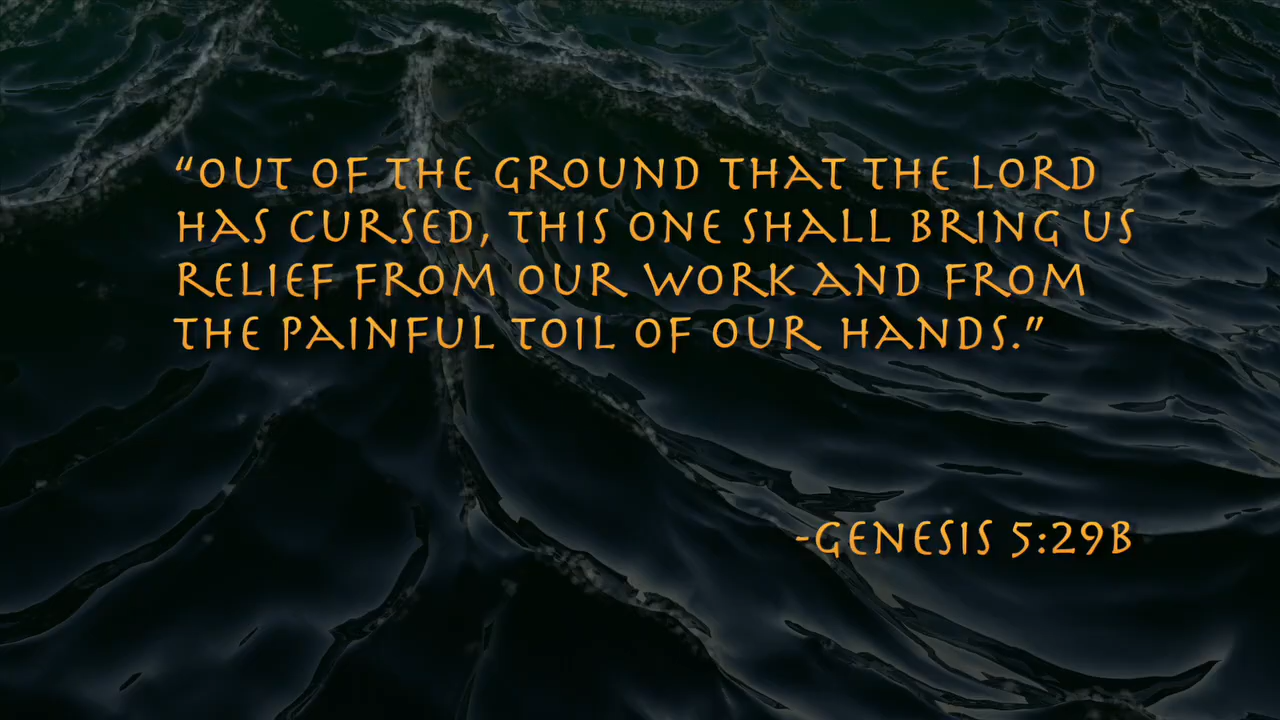 “OUT OF THE GROUND THAT THE LORD
HAS CURSED, THIS ONE SHALL BRING US
RELIEF FROM OUR WORK AND FROM
THE PAINFUL TOIL OF OUR HANDS.”
-GENESIS 5:29B